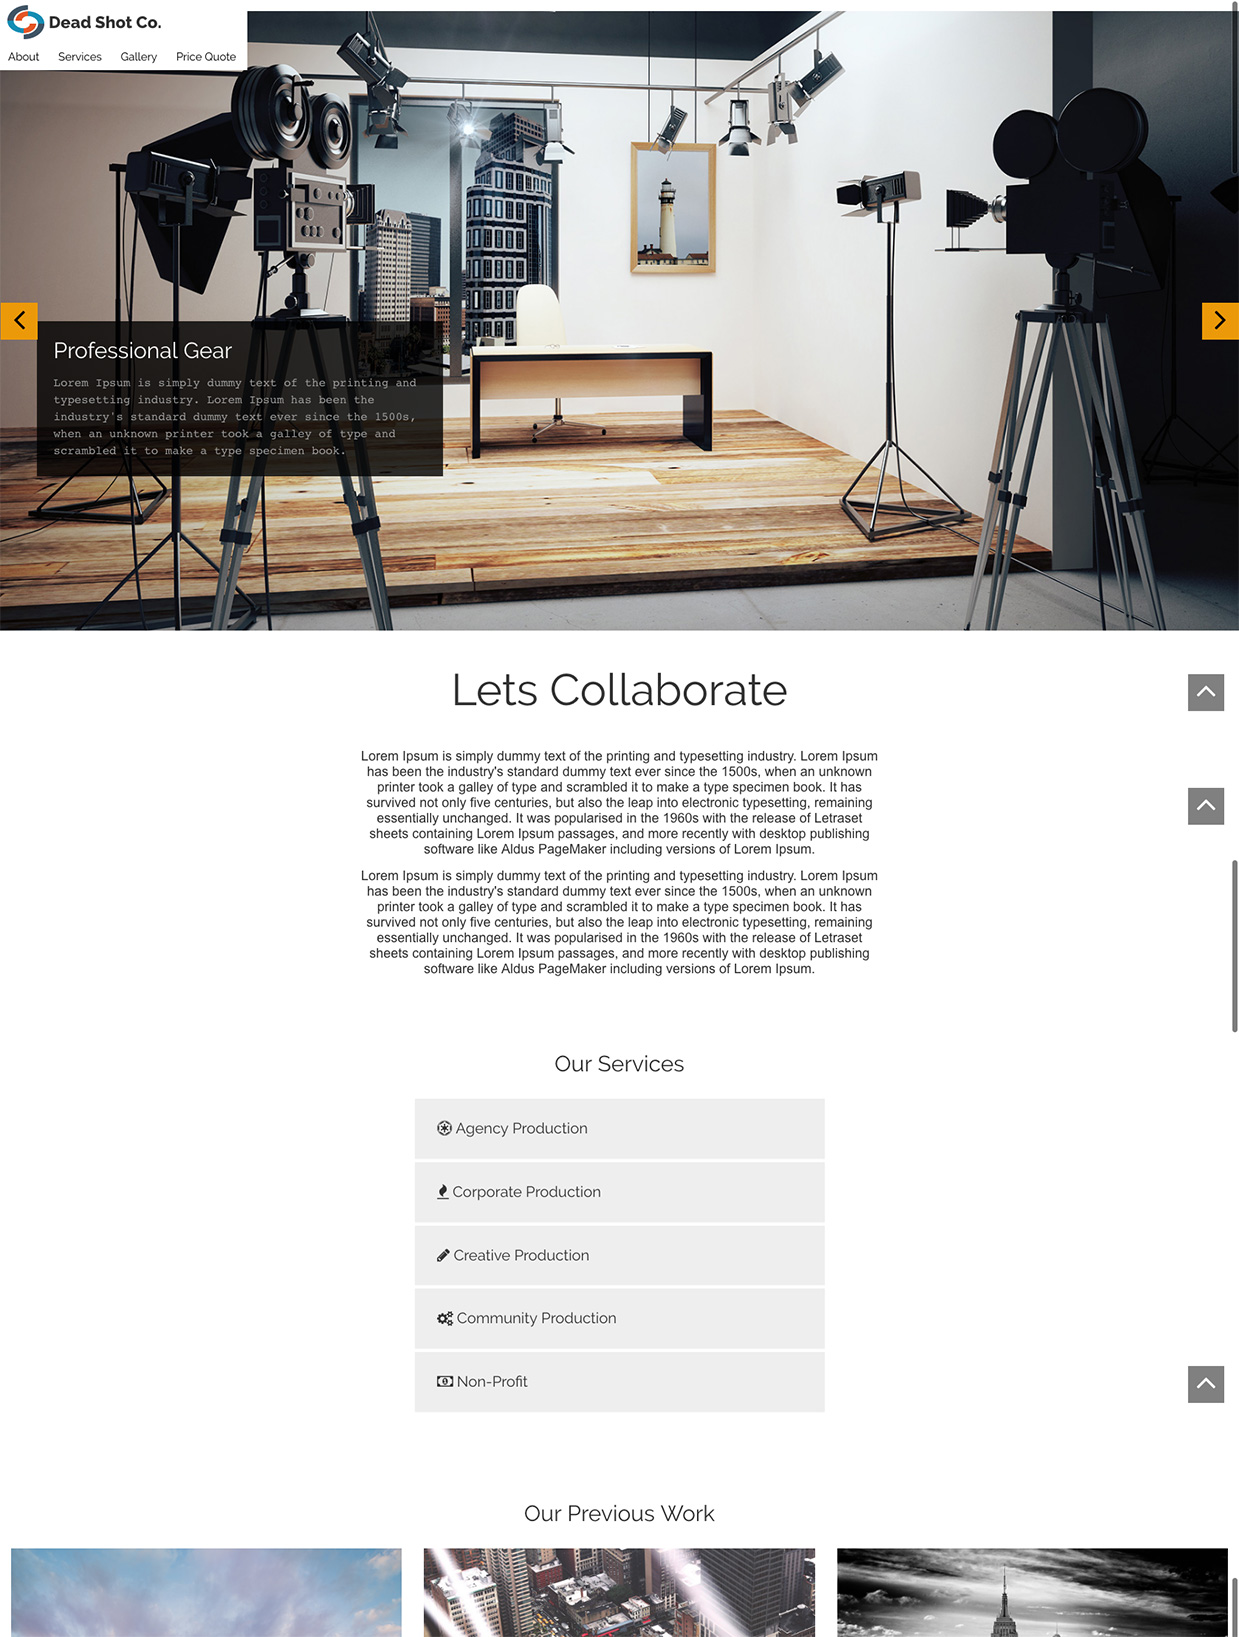 Dead Shot Co.
About Services Gallery Price Quote
Professional Gear
Lorem Ipsum is simply dummy text of the printing and
typesetting industry. Lorem Ipsum has been the
industry's standard dummy text ever since the 1500s,
when an unknown printer took a galley of type and
scrambled it to make a type specimen book.
Lets Collaborate
Lorem Ipsum is simply dummy text of the printing and typesetting industry. Lorem Ipsum
has been the industry's standard dummy text ever since the 1500s, when an unknown
printer took a galley of type and scrambled it to make a type specimen book. It has
survived not only five centuries, but also the leap into electronic typesetting, remaining
essentially unchanged. It was popularised in the 1960s with the release of Letraset
sheets containing Lorem Ipsum passages, and more recently with desktop publishing
software like Aldus PageMaker including versions of Lorem Ipsum.
Lorem Ipsum is simply dummy text of the printing and typesetting industry. Lorem Ipsum
has been the industry's standard dummy text ever since the 1500s, when an unknown
printer took a galley of type and scrambled it to make a type specimen book. It has
survived not only five centuries, but also the leap into electronic typesetting, remaining
essentially unchanged. It was popularised in the 1960s with the release of Letraset
sheets containing Lorem Ipsum passages, and more recently with desktop publishing
software like Aldus PageMaker including versions of Lorem Ipsum.
Our Services
Agency Production
Corporate Production
Creative Production
Community Production
Non-Profit
Our Previous Work